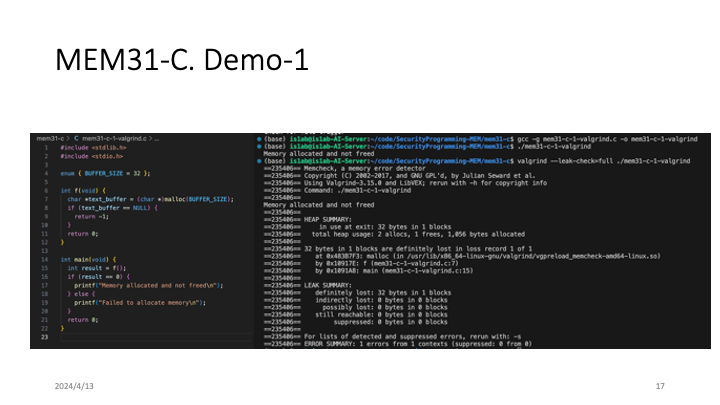 MEM31-C. Demo-1
mem31-c > C mem31-c-1-valgrind.c > ...
1 #include <stdlib.h>
2 #include <stdio.h>
3
4 enum { BUFFER_SIZE = 32 };
5
6 int f(void) {
7 char *text_buffer = (char *)malloc(BUFFER_SIZE);
8 if (text_buffer == NULL) {
9 return -1;
10 }
11 return 0;
12 }
13
14 int main(void) {
15 int result = f();
16 if (result == 0) {
17 printf("Memory allocated and not freed\n");
18 } else {
19 printf("Failed to allocate memory\n");
20 }
21 return 0;
22 }
23
(base) islab@islab-AI-Server:~/code/SecurityProgramming-MEM/mem31-c$ gcc -g mem31-c-1-valgrind.c -o mem31-c-1-valgrind
(base) islab@islab-AI-Server:~/code/SecurityProgramming-MEM/mem31-c$ ./mem31-c-1-valgrind
Memory allocated and not freed
(base) islab@islab-AI-Server:~/code/SecurityProgramming-MEM/mem31-c$ valgrind --leak-check=full ./mem31-c-1-valgrind
==235406== Memcheck, a memory error detector
==235406== Copyright (C) 2002-2017, and GNU GPL'd, by Julian Seward et al.
==235406== Using Valgrind-3.15.0 and LibVEX; rerun with -h for copyright info
==235406== Command: ./mem31-c-1-valgrind
==235406==
Memory allocated and not freed
==235406==
==235406== HEAP SUMMARY:
==235406== in use at exit: 32 bytes in 1 blocks
==235406== total heap usage: 2 allocs, 1 frees, 1,056 bytes allocated
==235406==
==235406== 32 bytes in 1 blocks are definitely lost in loss record 1 of 1
==235406== at 0x483B7F3: malloc (in /usr/lib/x86_64-linux-gnu/valgrind/vgpreload_memcheck-amd64-linux.so)
==235406== by 0x10917E: f (mem31-c-1-valgrind.c:7)
==235406== by 0x1091A8: main (mem31-c-1-valgrind.c:15)
==235406==
==235406== LEAK SUMMARY:
==235406== definitely lost: 32 bytes in 1 blocks
==235406== indirectly lost: 0 bytes in 0 blocks
==235406== possibly lost: 0 bytes in 0 blocks
==235406== still reachable: 0 bytes in 0 blocks
==235406== suppressed: 0 bytes in 0 blocks
==235406==
==235406== For lists of detected and suppressed errors, rerun with: -s
==235406== ERROR SUMMARY: 1 errors from 1 contexts (suppressed: 0 from 0)
2024/4/13
17